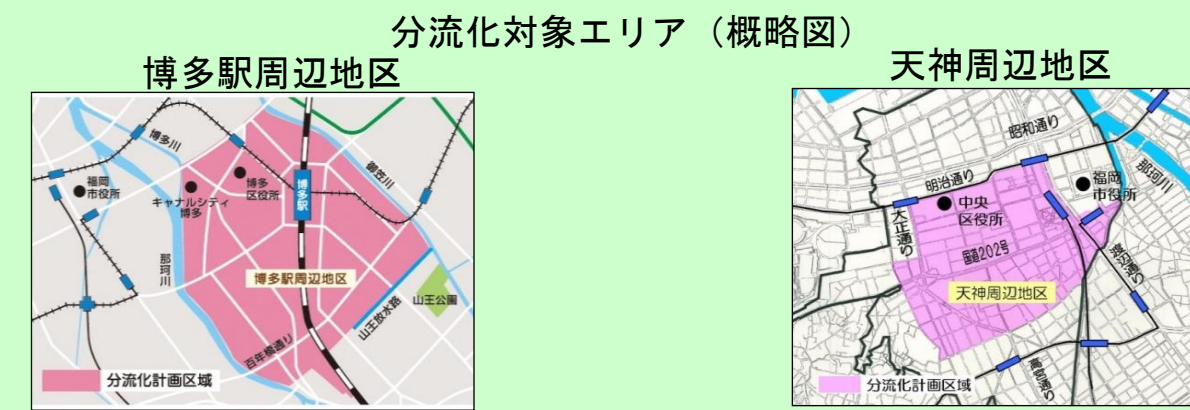 分流化対象エリア（概略図）
博多駅周辺地区
博多川
御笠川
福岡
市役所
キャナルシティ
博多
博多
区役所
博多駅
那珂川
博多駅周辺地区
山王公園
山王放水路
百年橋通り
分流化計画区域
天神周辺地区
昭和通り
那珂川
明治通り
福岡
市役所
中央
区役所
大正通り
国道202号
渡辺通り
天神周辺地区
高宮通り
分流化計画区域